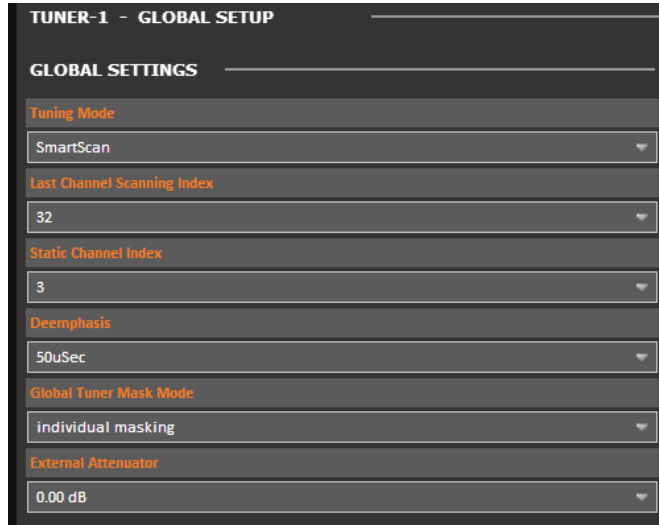 TUNER-1 - GLOBAL SETUP
GLOBAL SETTINGS
Tuning Mode
SmartScan
Last Channel Scanning Index
32
Static Channel Index
3
Deemphasis
50uSec
Global Tuner Mask Mode
individual masking
External Attenuator
0.00 dB